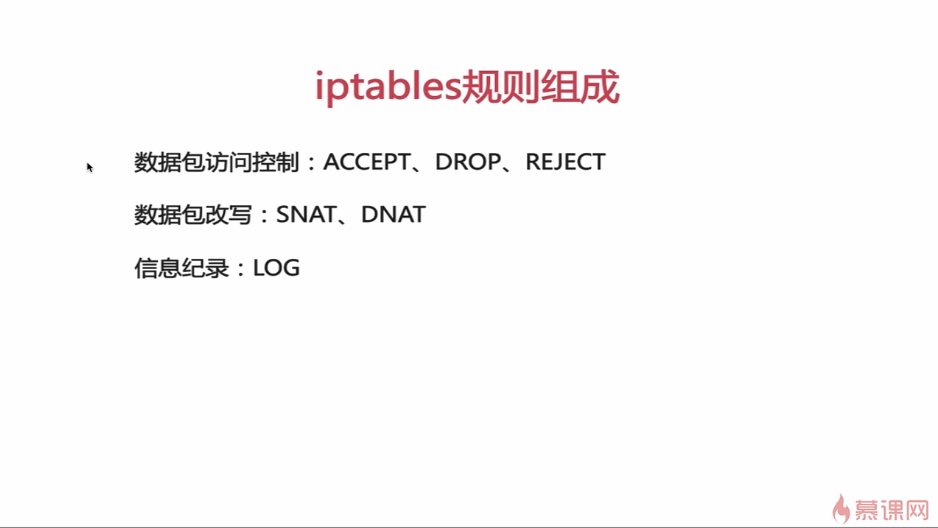 iptables规则组成
数据包访问控制：ACCEPT、DROP、REJECT
数据包改写：SNAT、DNAT
信息纪录：LOG
慕课网